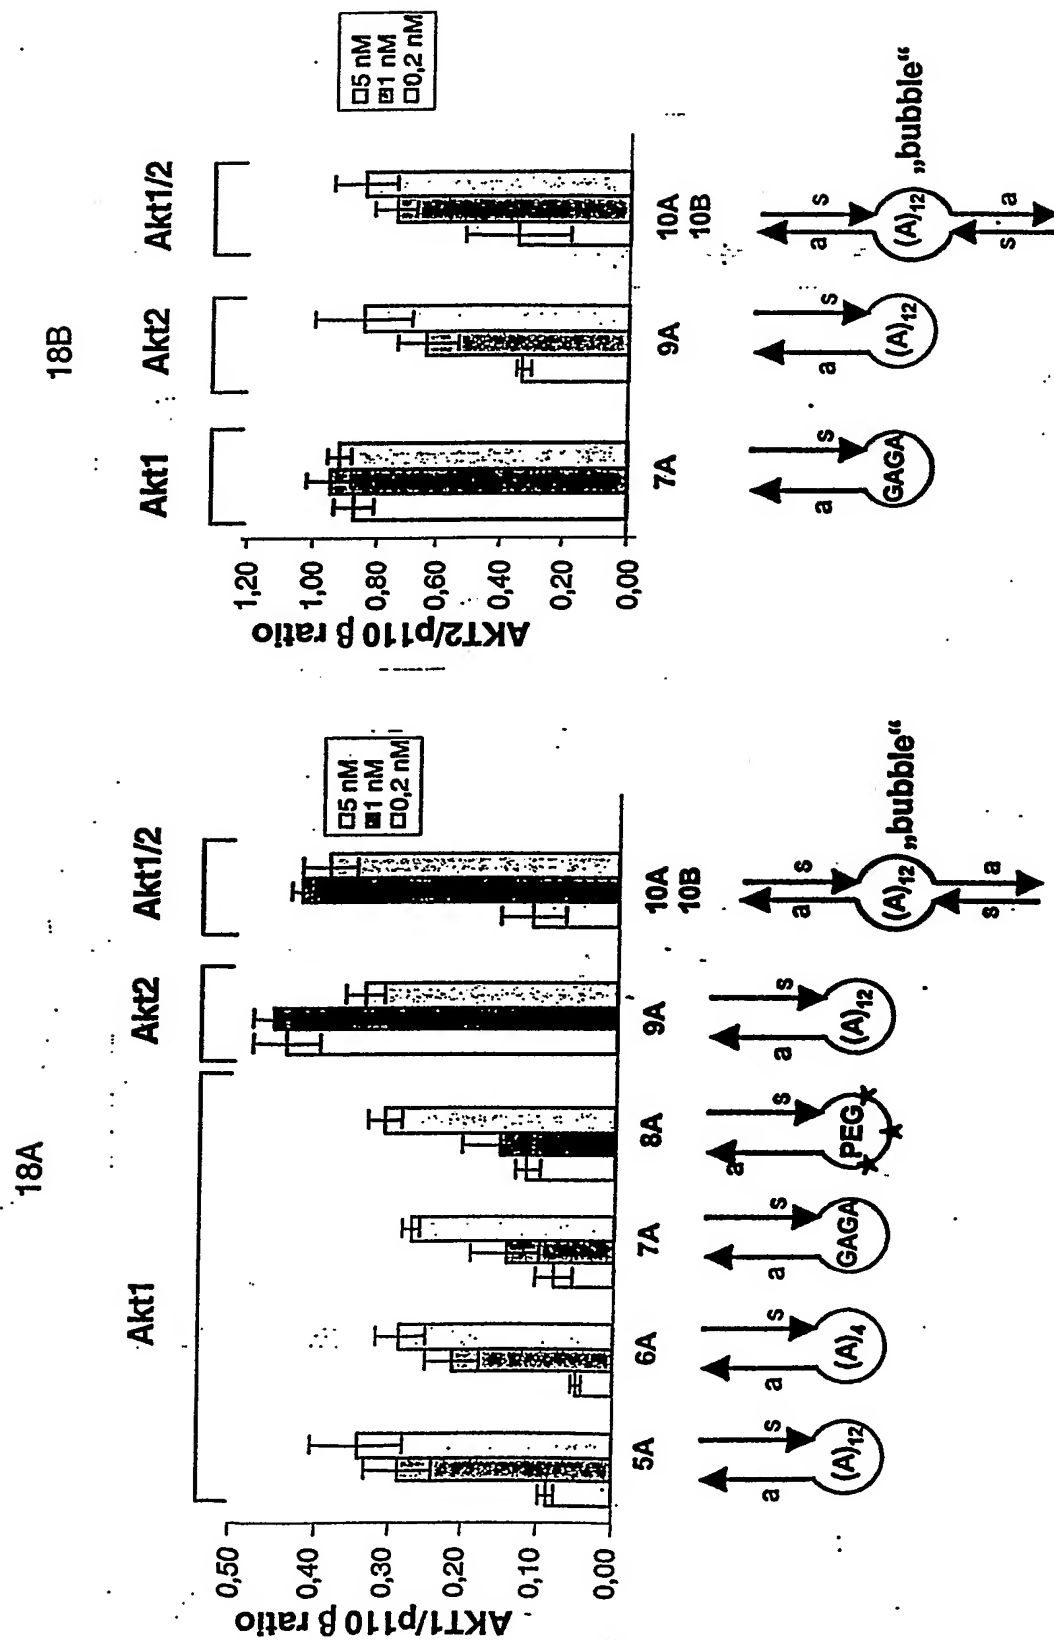 18A
Akt1
Akt2
Akt1/2
5 nM
1 nM
0,2 nM
AKT1/p110 β ratio
0,50
0,40
0,30
0,20
0,10
0,00
5A
6A
7A
8A
9A
10A
10B
a s (A)12
a s (A)4
a s GAGA
a s PEG
a s (A)12
a s (A)12 s a „bubble“
18B
Akt1
Akt2
Akt1/2
5 nM
1 nM
0,2 nM
AKT2/p110 β ratio
1,20
1,00
0,80
0,60
0,40
0,20
0,00
7A
9A
10A
10B
a s GAGA
a s (A)12
a s (A)12 s a „bubble“